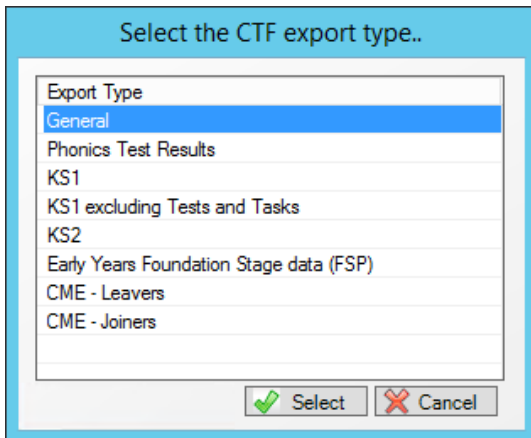 Select the CTF export type..
Export Type
General
Phonics Test Results
KS1
KS1 excluding Tests and Tasks
KS2
Early Years Foundation Stage data (FSP)
CME - Leavers
CME - Joiners
Select Cancel